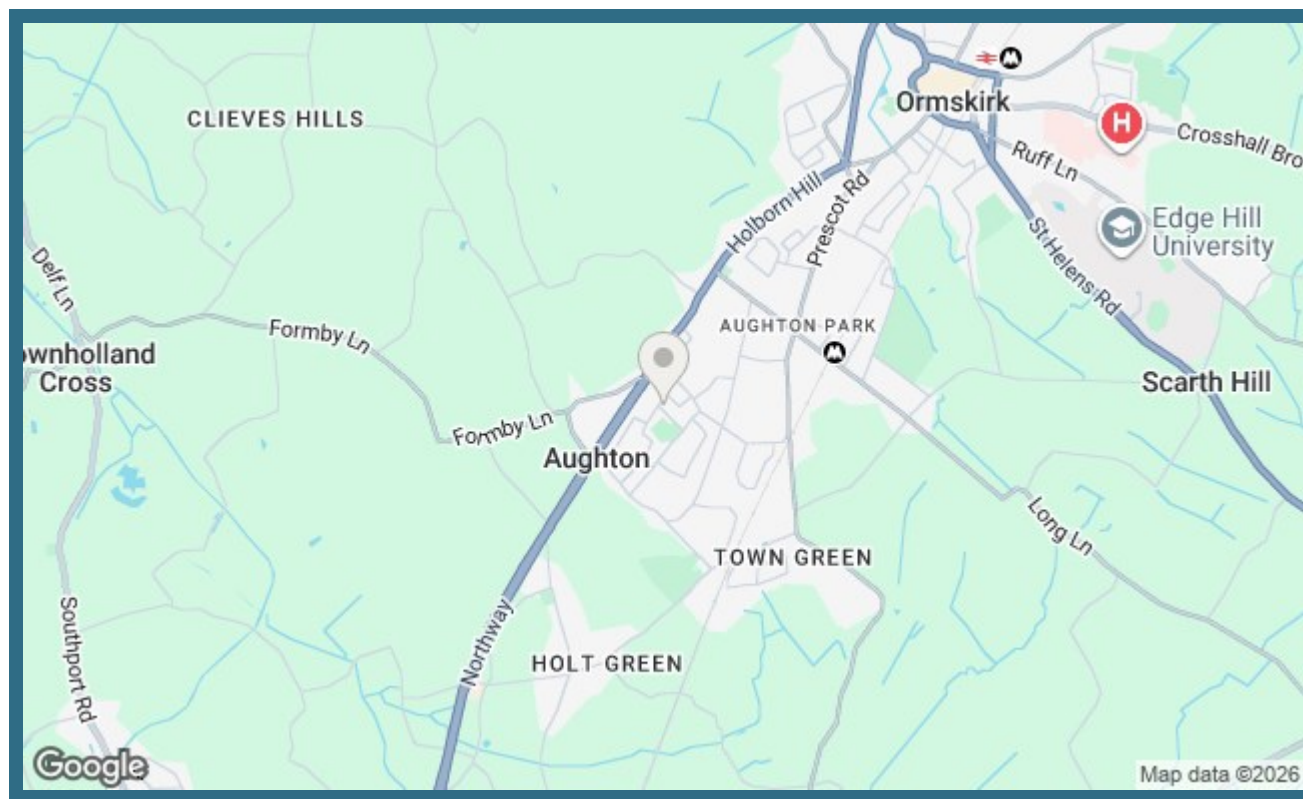 Ormskirk
H
CLIEVES HILLS
Crosshall Bro
Ruff Ln
Holborn Hill
Prescot Rd
Edge Hill
University
St Helens Rd
Delf Ln
Formby Ln
AUGHTON PARK
ownholland
Cross
Scarth Hill
Formby Ln
Aughton
Long Ln
TOWN GREEN
Southport Rd
Northway
HOLT GREEN
Google
Map data ©2026